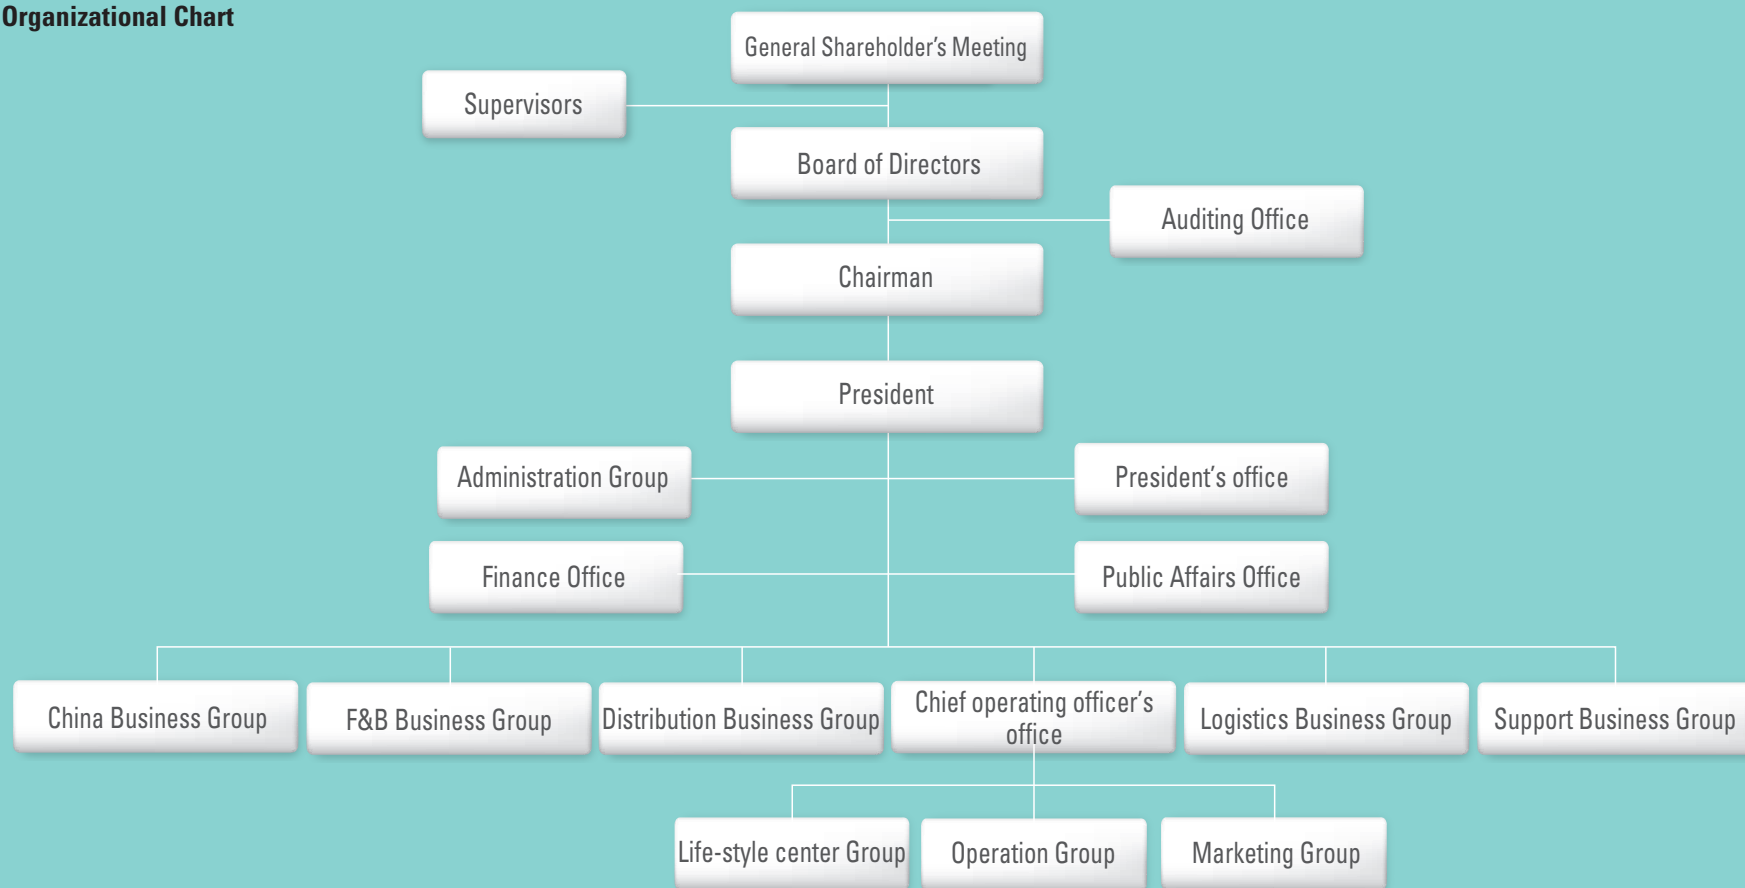 Organizational Chart
General Shareholder's Meeting
Supervisors
Board of Directors
Auditing Office
Chairman
President
Administration Group
President's office
Finance Office
Public Affairs Office
China Business Group
F&B Business Group
Distribution Business Group
Chief operating officer's
office
Logistics Business Group
Support Business Group
Life-style center Group
Operation Group
Marketing Group